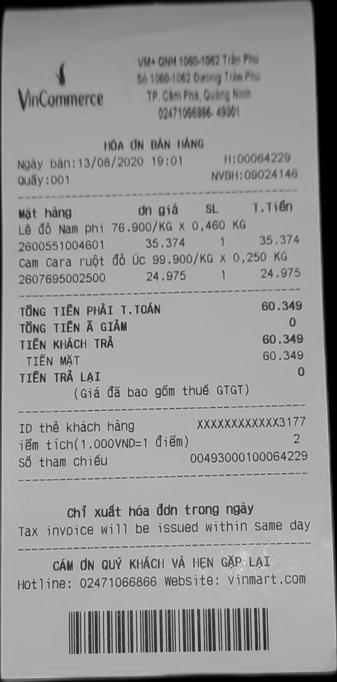 VinCommerce
VM+ QNH 1060-1062 Trần Phú
Số 1060-1062 Đường Trần Phú
TP. Cẩm Phả, Quảng Ninh
02471066866- 49301
HÓA ƠN BÁN HÀNG
Ngày bán:13/08/2020 19:01 H:00064229
Quầy:001 NVBH:09024146
Mặt hàng ơn giá SL T.Tiền
Lê đỏ Nam phi 76.900/KG X 0,460 KG
2600551004601 35.374 1 35.374
Cam Cara ruột đỏ Úc 99.900/KG X 0,250 KG
2607695002500 24.975 1 24.975
TỔNG TIỀN PHẢI T.TOÁN 60.349
TỔNG TIỀN Ã GIẢM 0
TIỀN KHÁCH TRẢ 60.349
TIỀN MẶT 60.349
TIỀN TRẢ LẠI 0
(Giá đã bao gồm thuế GTGT)
ID thẻ khách hàng XXXXXXXXXXXX3177
iểm tích(1.000VND=1 điểm) 2
Số tham chiếu 00493000100064229
Chỉ xuất hóa đơn trong ngày
Tax invoice will be issued within same day
CÁM ƠN QUÝ KHÁCH VÀ HẸN GẶP LẠI
Hotline: 02471066866 Website: vinmart.com